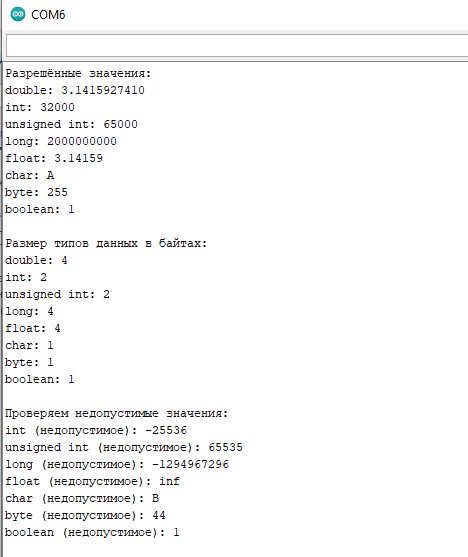 COM6
Разрешённые значения:
double: 3.1415927410
int: 32000
unsigned int: 65000
long: 2000000000
float: 3.14159
char: A
byte: 255
boolean: 1
Размер типов данных в байтах:
double: 4
int: 2
unsigned int: 2
long: 4
float: 4
char: 1
byte: 1
boolean: 1
Проверяем недопустимые значения:
int (недопустимое): -25536
unsigned int (недопустимое): 65535
long (недопустимое): -1294967296
float (недопустимое): inf
char (недопустимое): B
byte (недопустимое): 44
boolean (недопустимое): 1